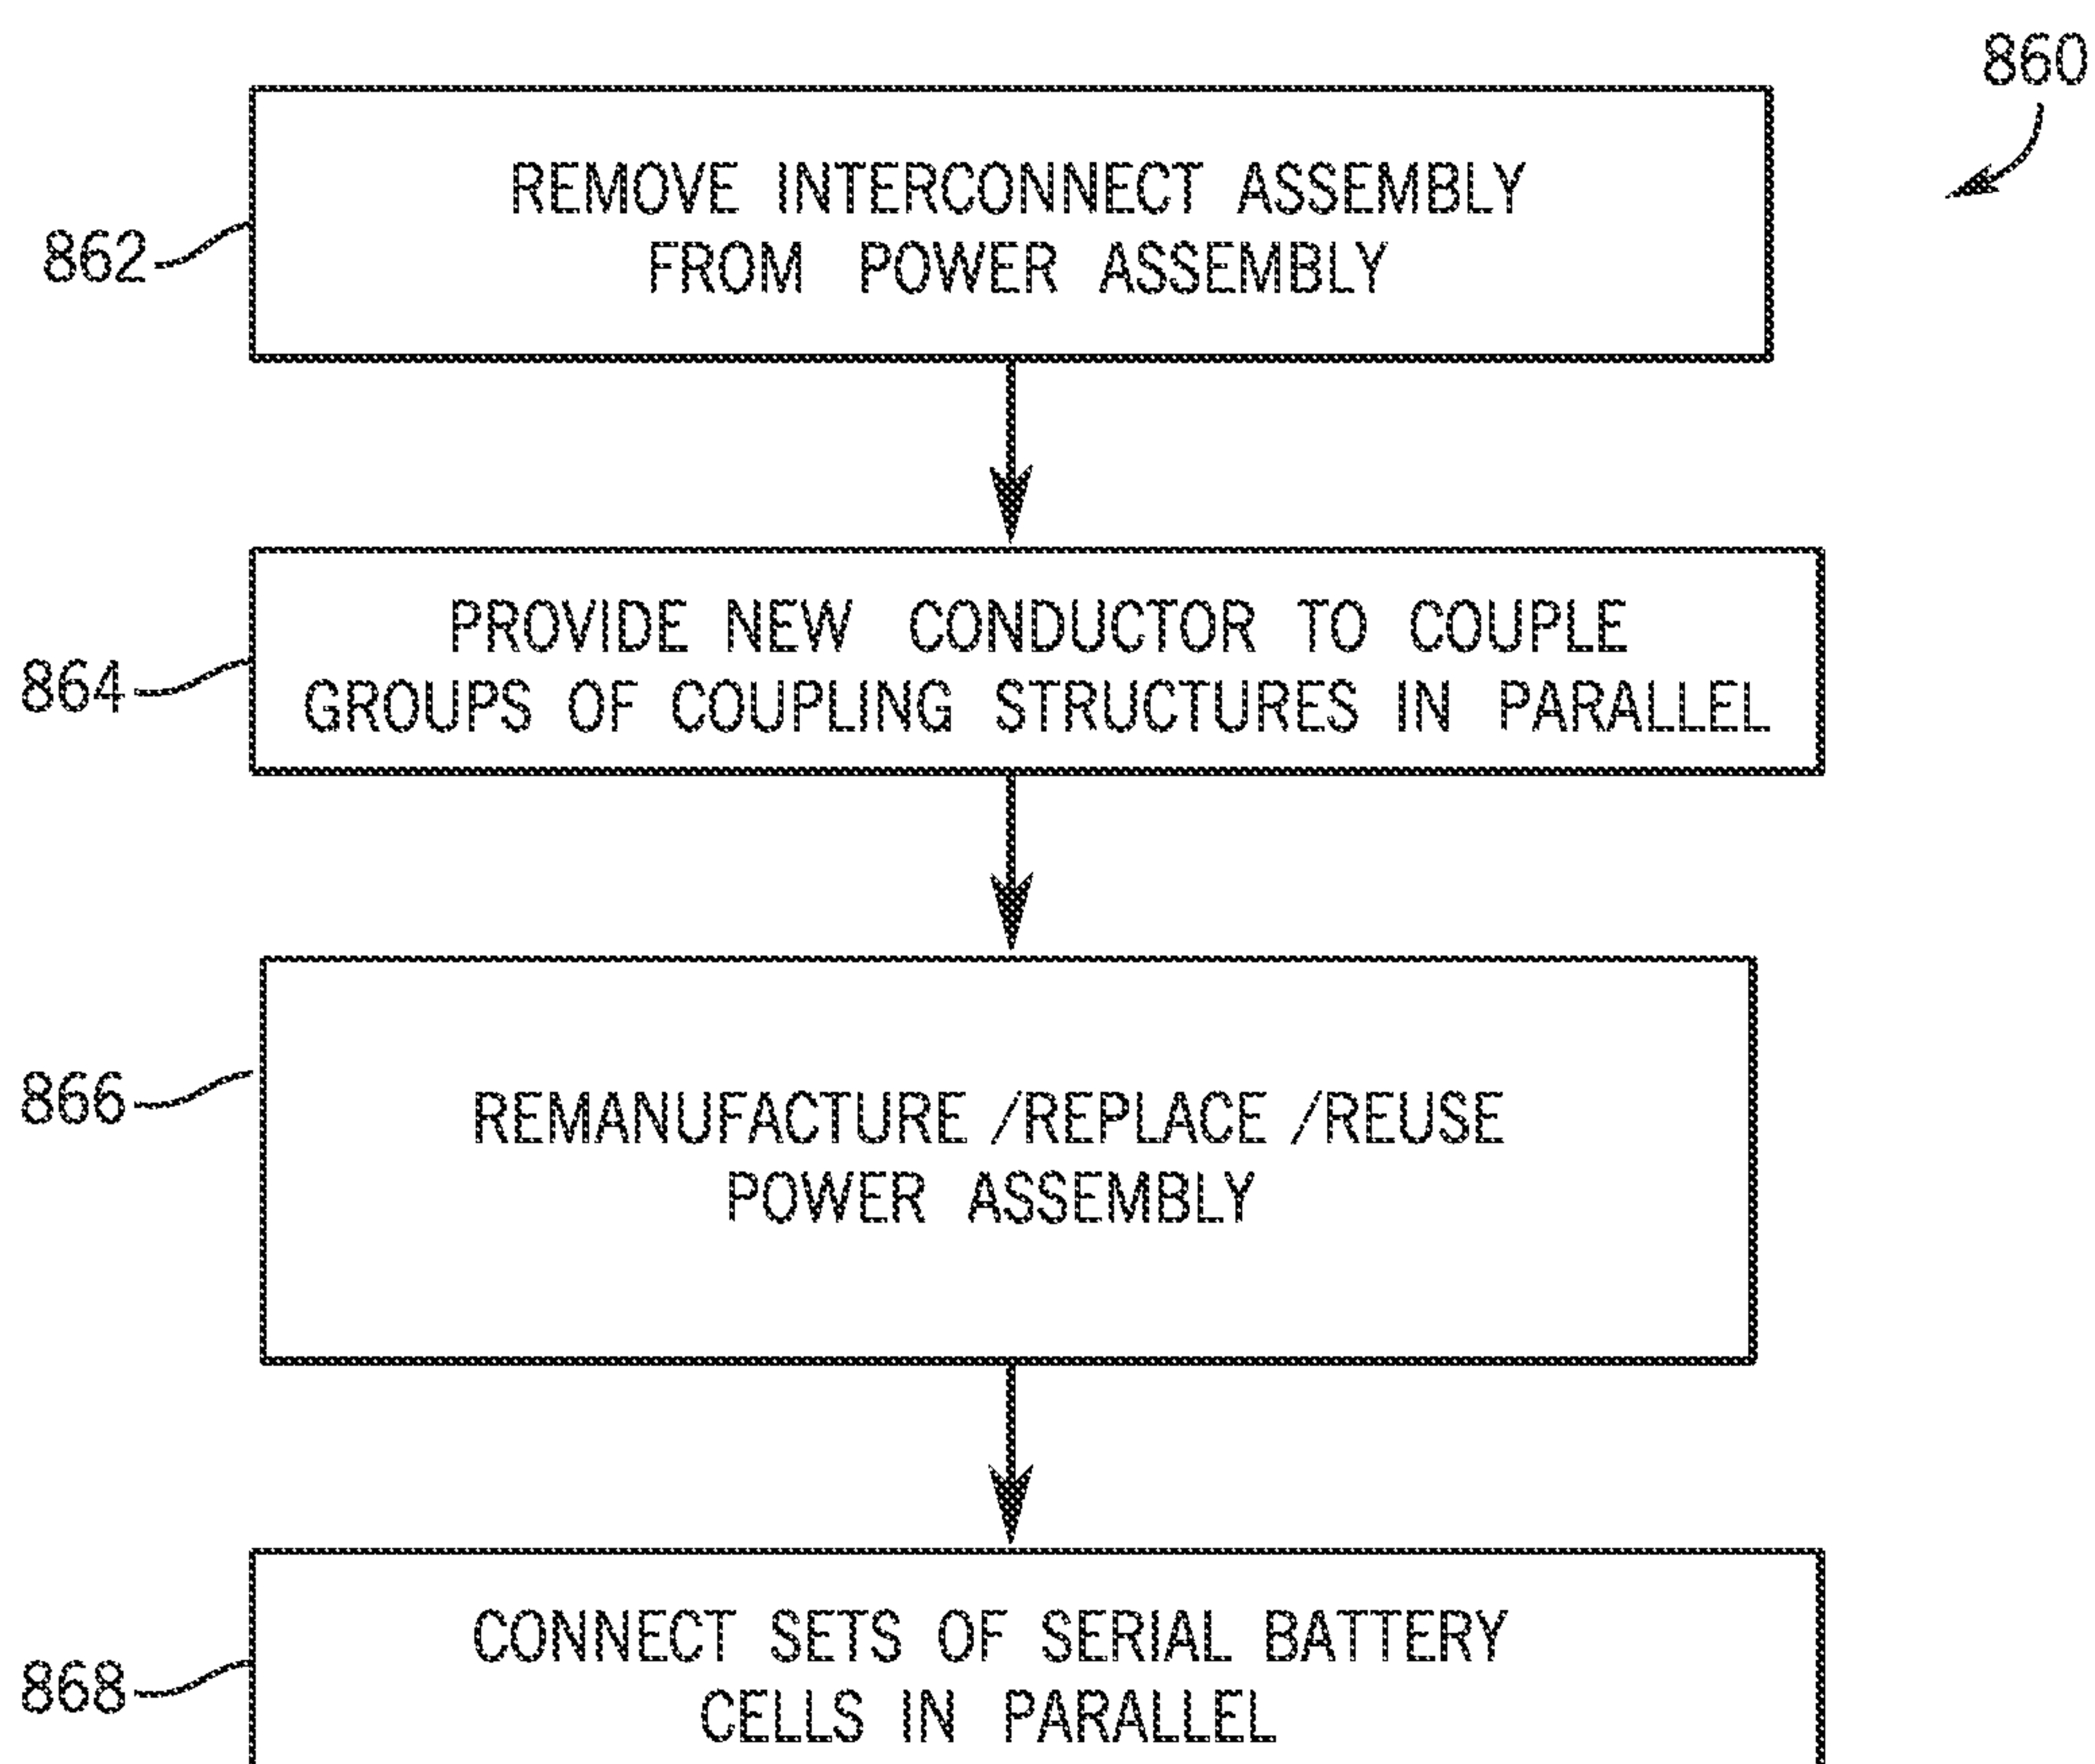 860
862
REMOVE INTERCONNECT ASSEMBLY
FROM POWER ASSEMBLY
864
PROVIDE NEW CONDUCTOR TO COUPLE
GROUPS OF COUPLING STRUCTURES IN PARALLEL
866
REMANUFACTURE /REPLACE /REUSE
POWER ASSEMBLY
868
CONNECT SETS OF SERIAL BATTERY
CELLS IN PARALLEL